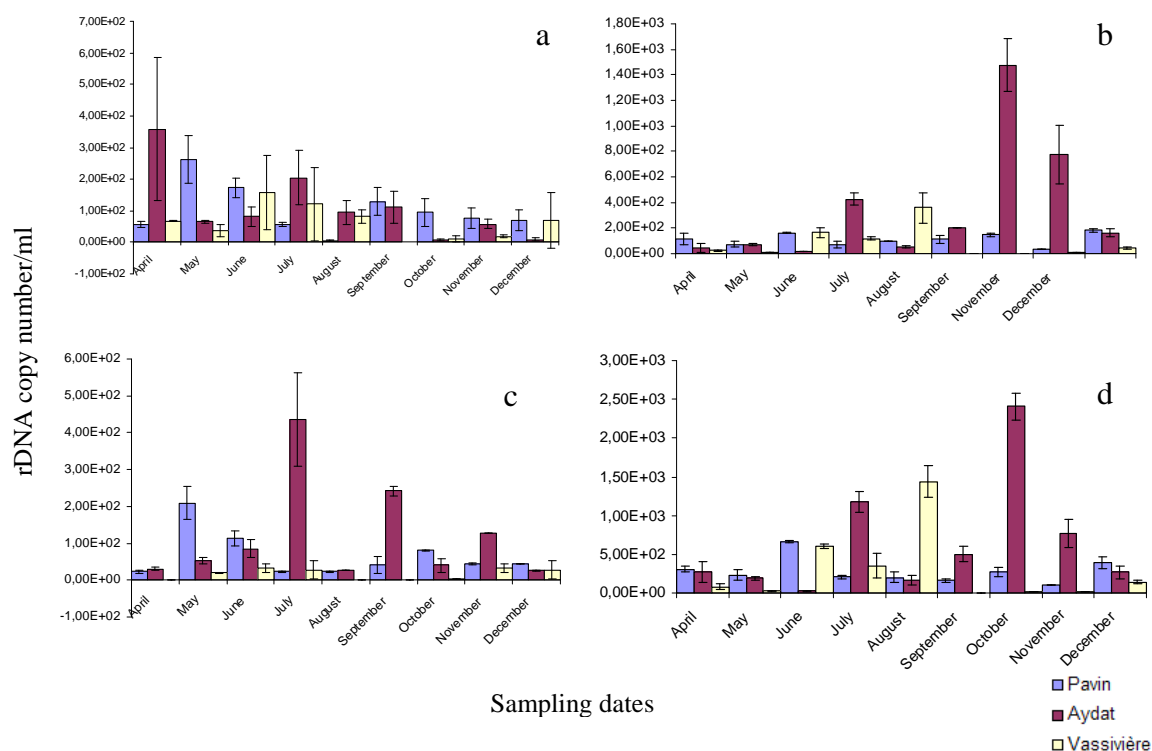 rDNA copy number/ml
a
7,00E+02
6,00E+02
5,00E+02
4,00E+02
3,00E+02
2,00E+02
1,00E+02
0,00E+00
-1,00E+02
April
May
June
July
August
September
October
November
December
b
1,80E+03
1,60E+03
1,40E+03
1,20E+03
1,00E+03
8,00E+02
6,00E+02
4,00E+02
2,00E+02
0,00E+00
April
May
June
July
August
September
November
December
c
6,00E+02
5,00E+02
4,00E+02
3,00E+02
2,00E+02
1,00E+02
0,00E+00
-1,00E+02
April
May
June
July
August
September
October
November
December
d
3,00E+03
2,50E+03
2,00E+03
1,50E+03
1,00E+03
5,00E+02
0,00E+00
April
May
June
July
August
September
October
November
December
Sampling dates
Pavin
Aydat
Vassivière